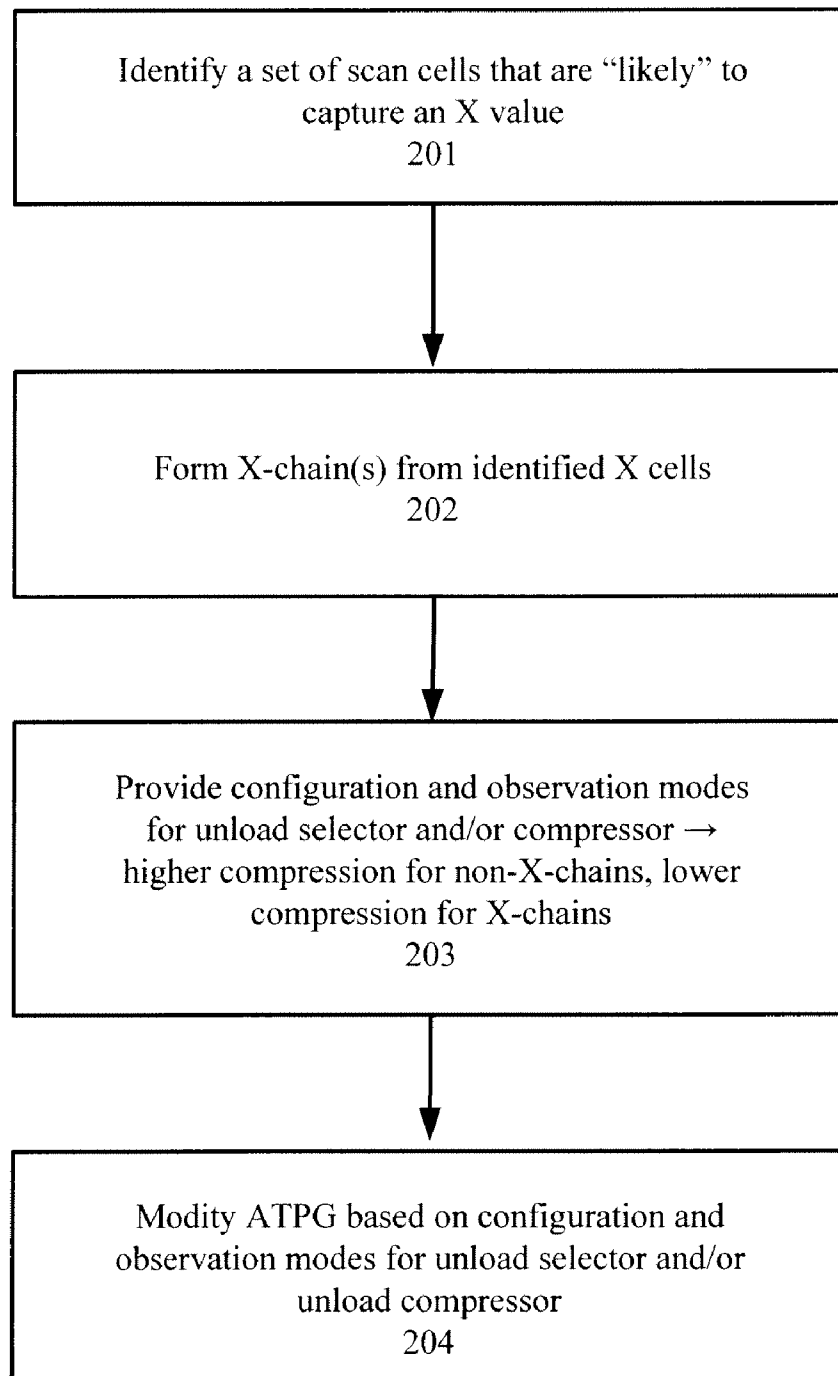 Identify a set of scan cells that are “likely” to
capture an X value
201
Form X-chain(s) from identified X cells
202
Provide configuration and observation modes
for unload selector and/or compressor →
higher compression for non-X-chains, lower
compression for X-chains
203
Modity ATPG based on configuration and
observation modes for unload selector and/or
unload compressor
204